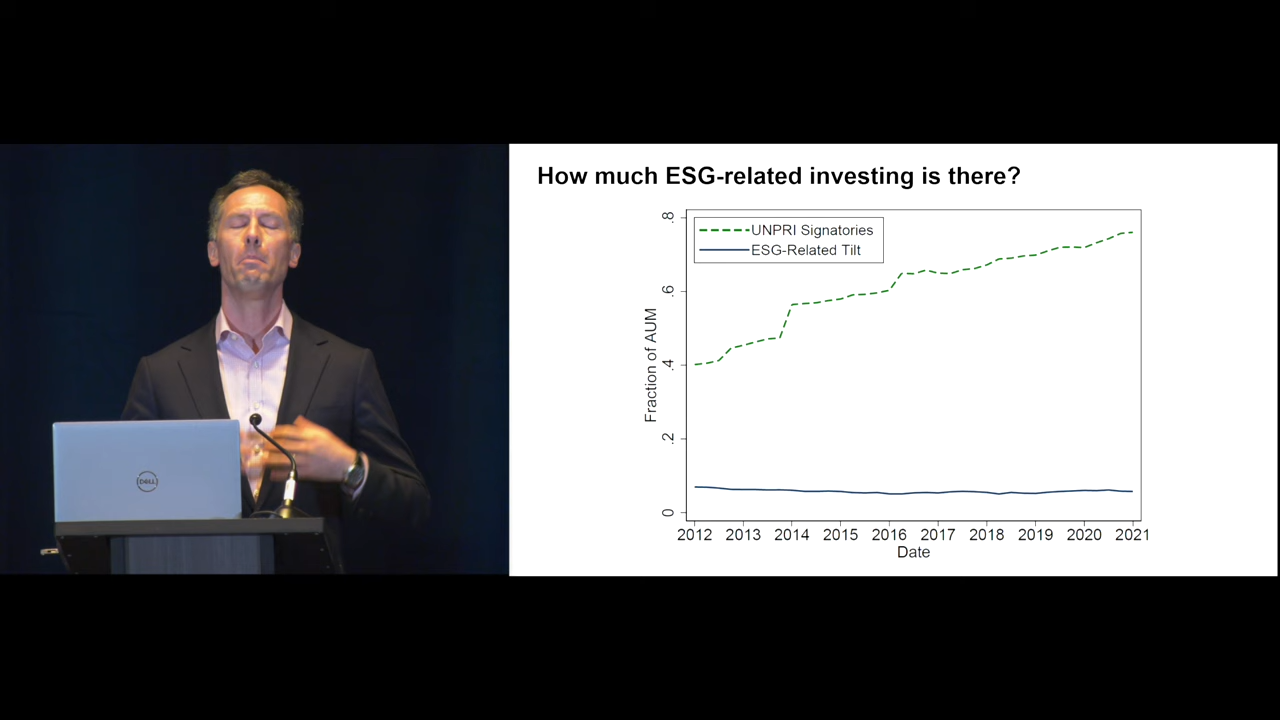 How much ESG-related investing is there?
UNPRI Signatories
ESG-Related Tilt
Fraction of AUM
.8
.6
.4
.2
0
2012 2013 2014 2015 2016 2017 2018 2019 2020 2021
Date
DELL